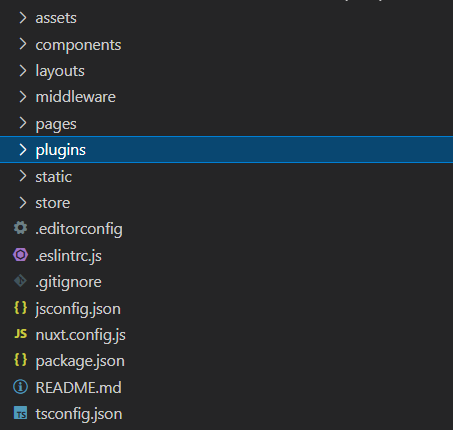 assets
components
layouts
middleware
pages
plugins
static
store
.editorconfig
.eslintrc.js
.gitignore
{} jsconfig.json
JS nuxt.config.js
{} package.json
README.md
TS tsconfig.json